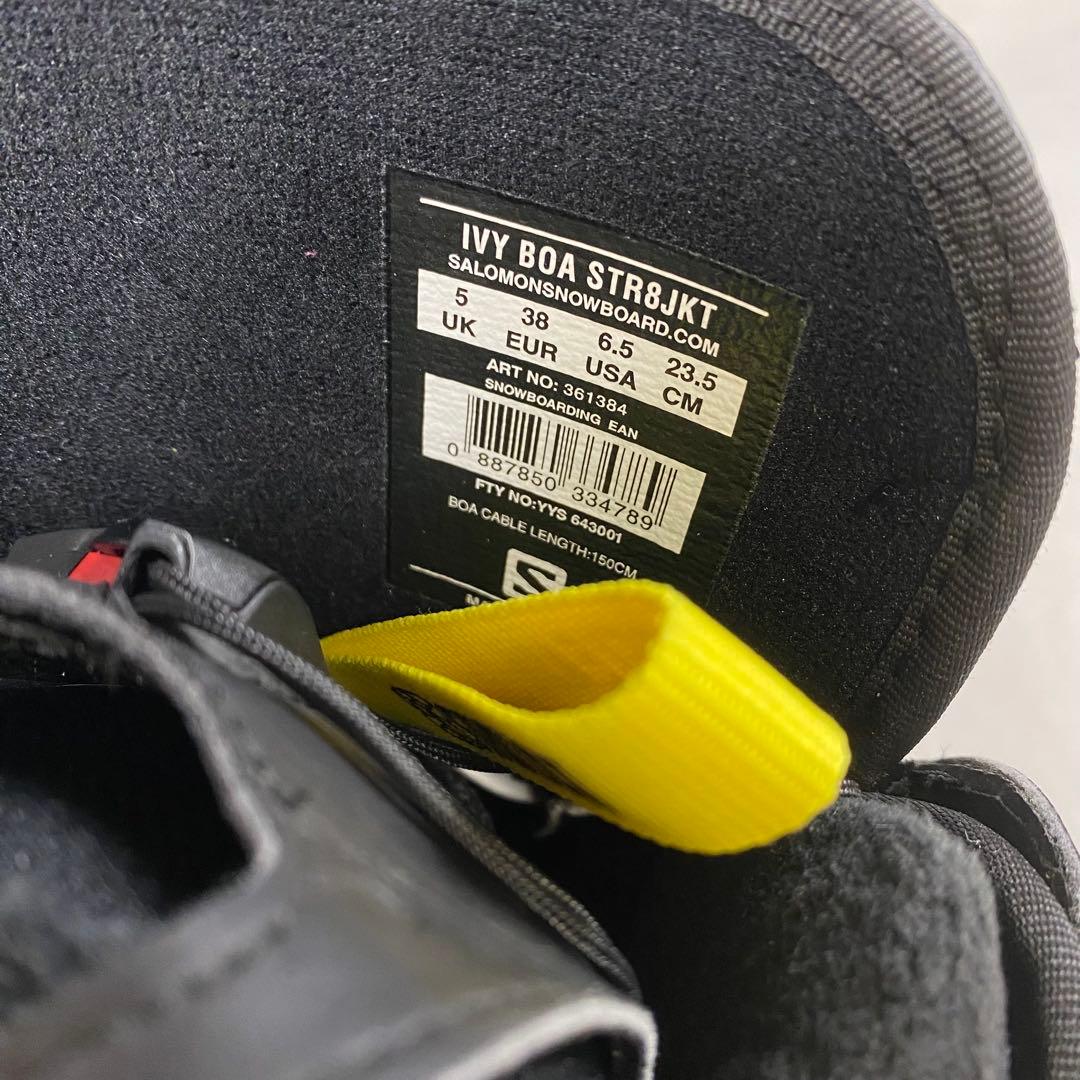 IVY BOA STR8JKT
SALOMONSNOWBOARD.COM
5 38 6.5 23.5
UK EUR USA CM
ART NO: 361384
SNOWBOARDING EAN
0 887850 334789
FTY NO:YYS 643001
BOA CABLE LENGTH:150CM